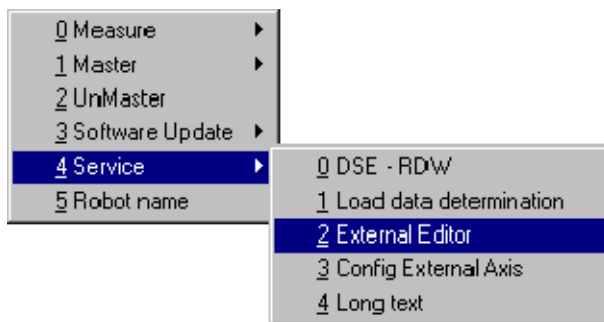 0 Measure
1 Master
2 UnMaster
3 Software Update
4 Service
5 Robot name
0 DSE - RDW
1 Load data determination
2 External Editor
3 Config External Axis
4 Long text